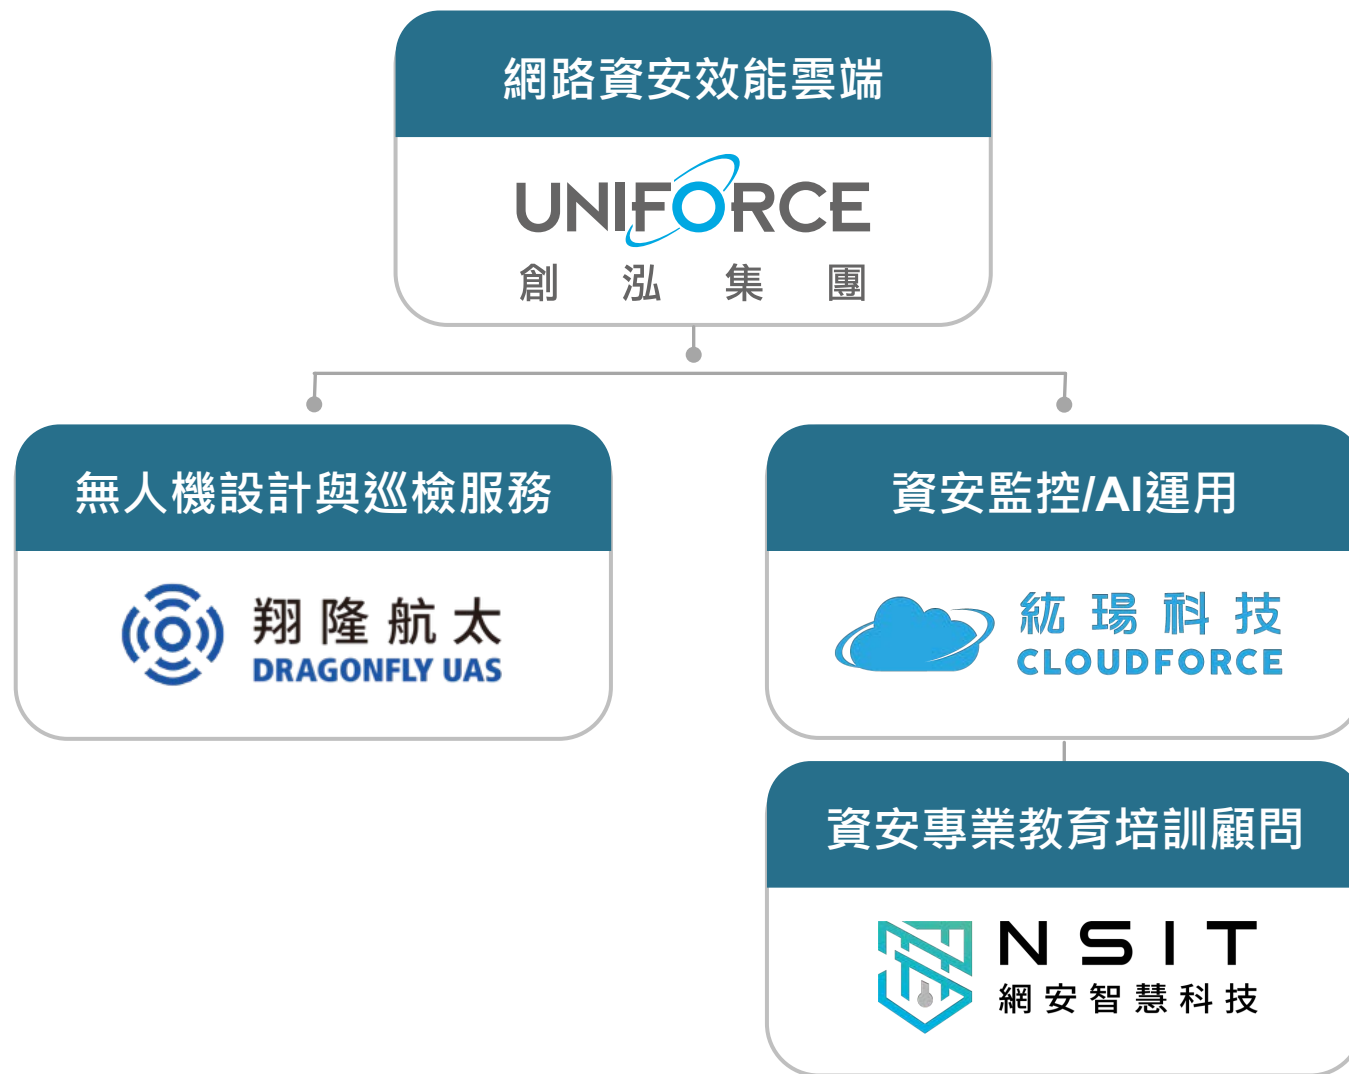 網路資安效能雲端
UNIFORCE
創泓集團
無人機設計與巡檢服務
翔隆航太
DRAGONFLY UAS
資安監控/AI運用
紘瑒科技
CLOUDFORCE
資安專業教育培訓顧問
NSIT
網安智慧科技